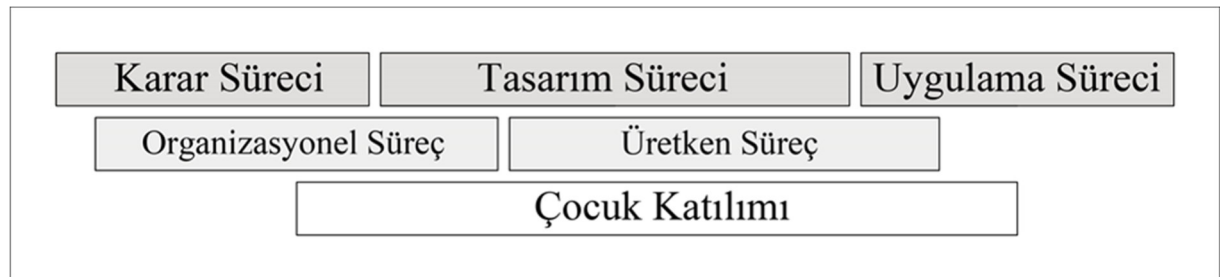 Karar Süreci Tasarım Süreci Uygulama Süreci
Organizasyonel Süreç Üretken Süreç
Çocuk Katılımı